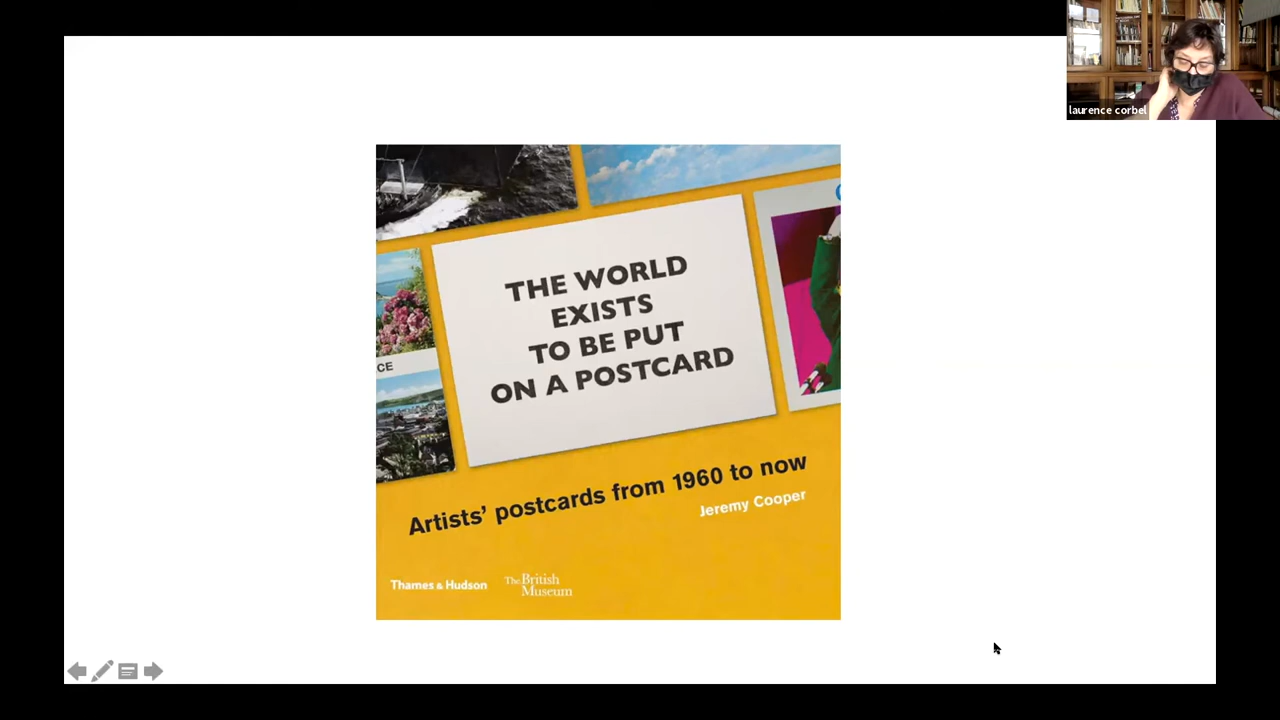 laurence corbel
THE WORLD
EXISTS
TO BE PUT
ON A POSTCARD
CE
Artists' postcards from 1960 to now
Jeremy Cooper
Thames & Hudson
The British
Museum